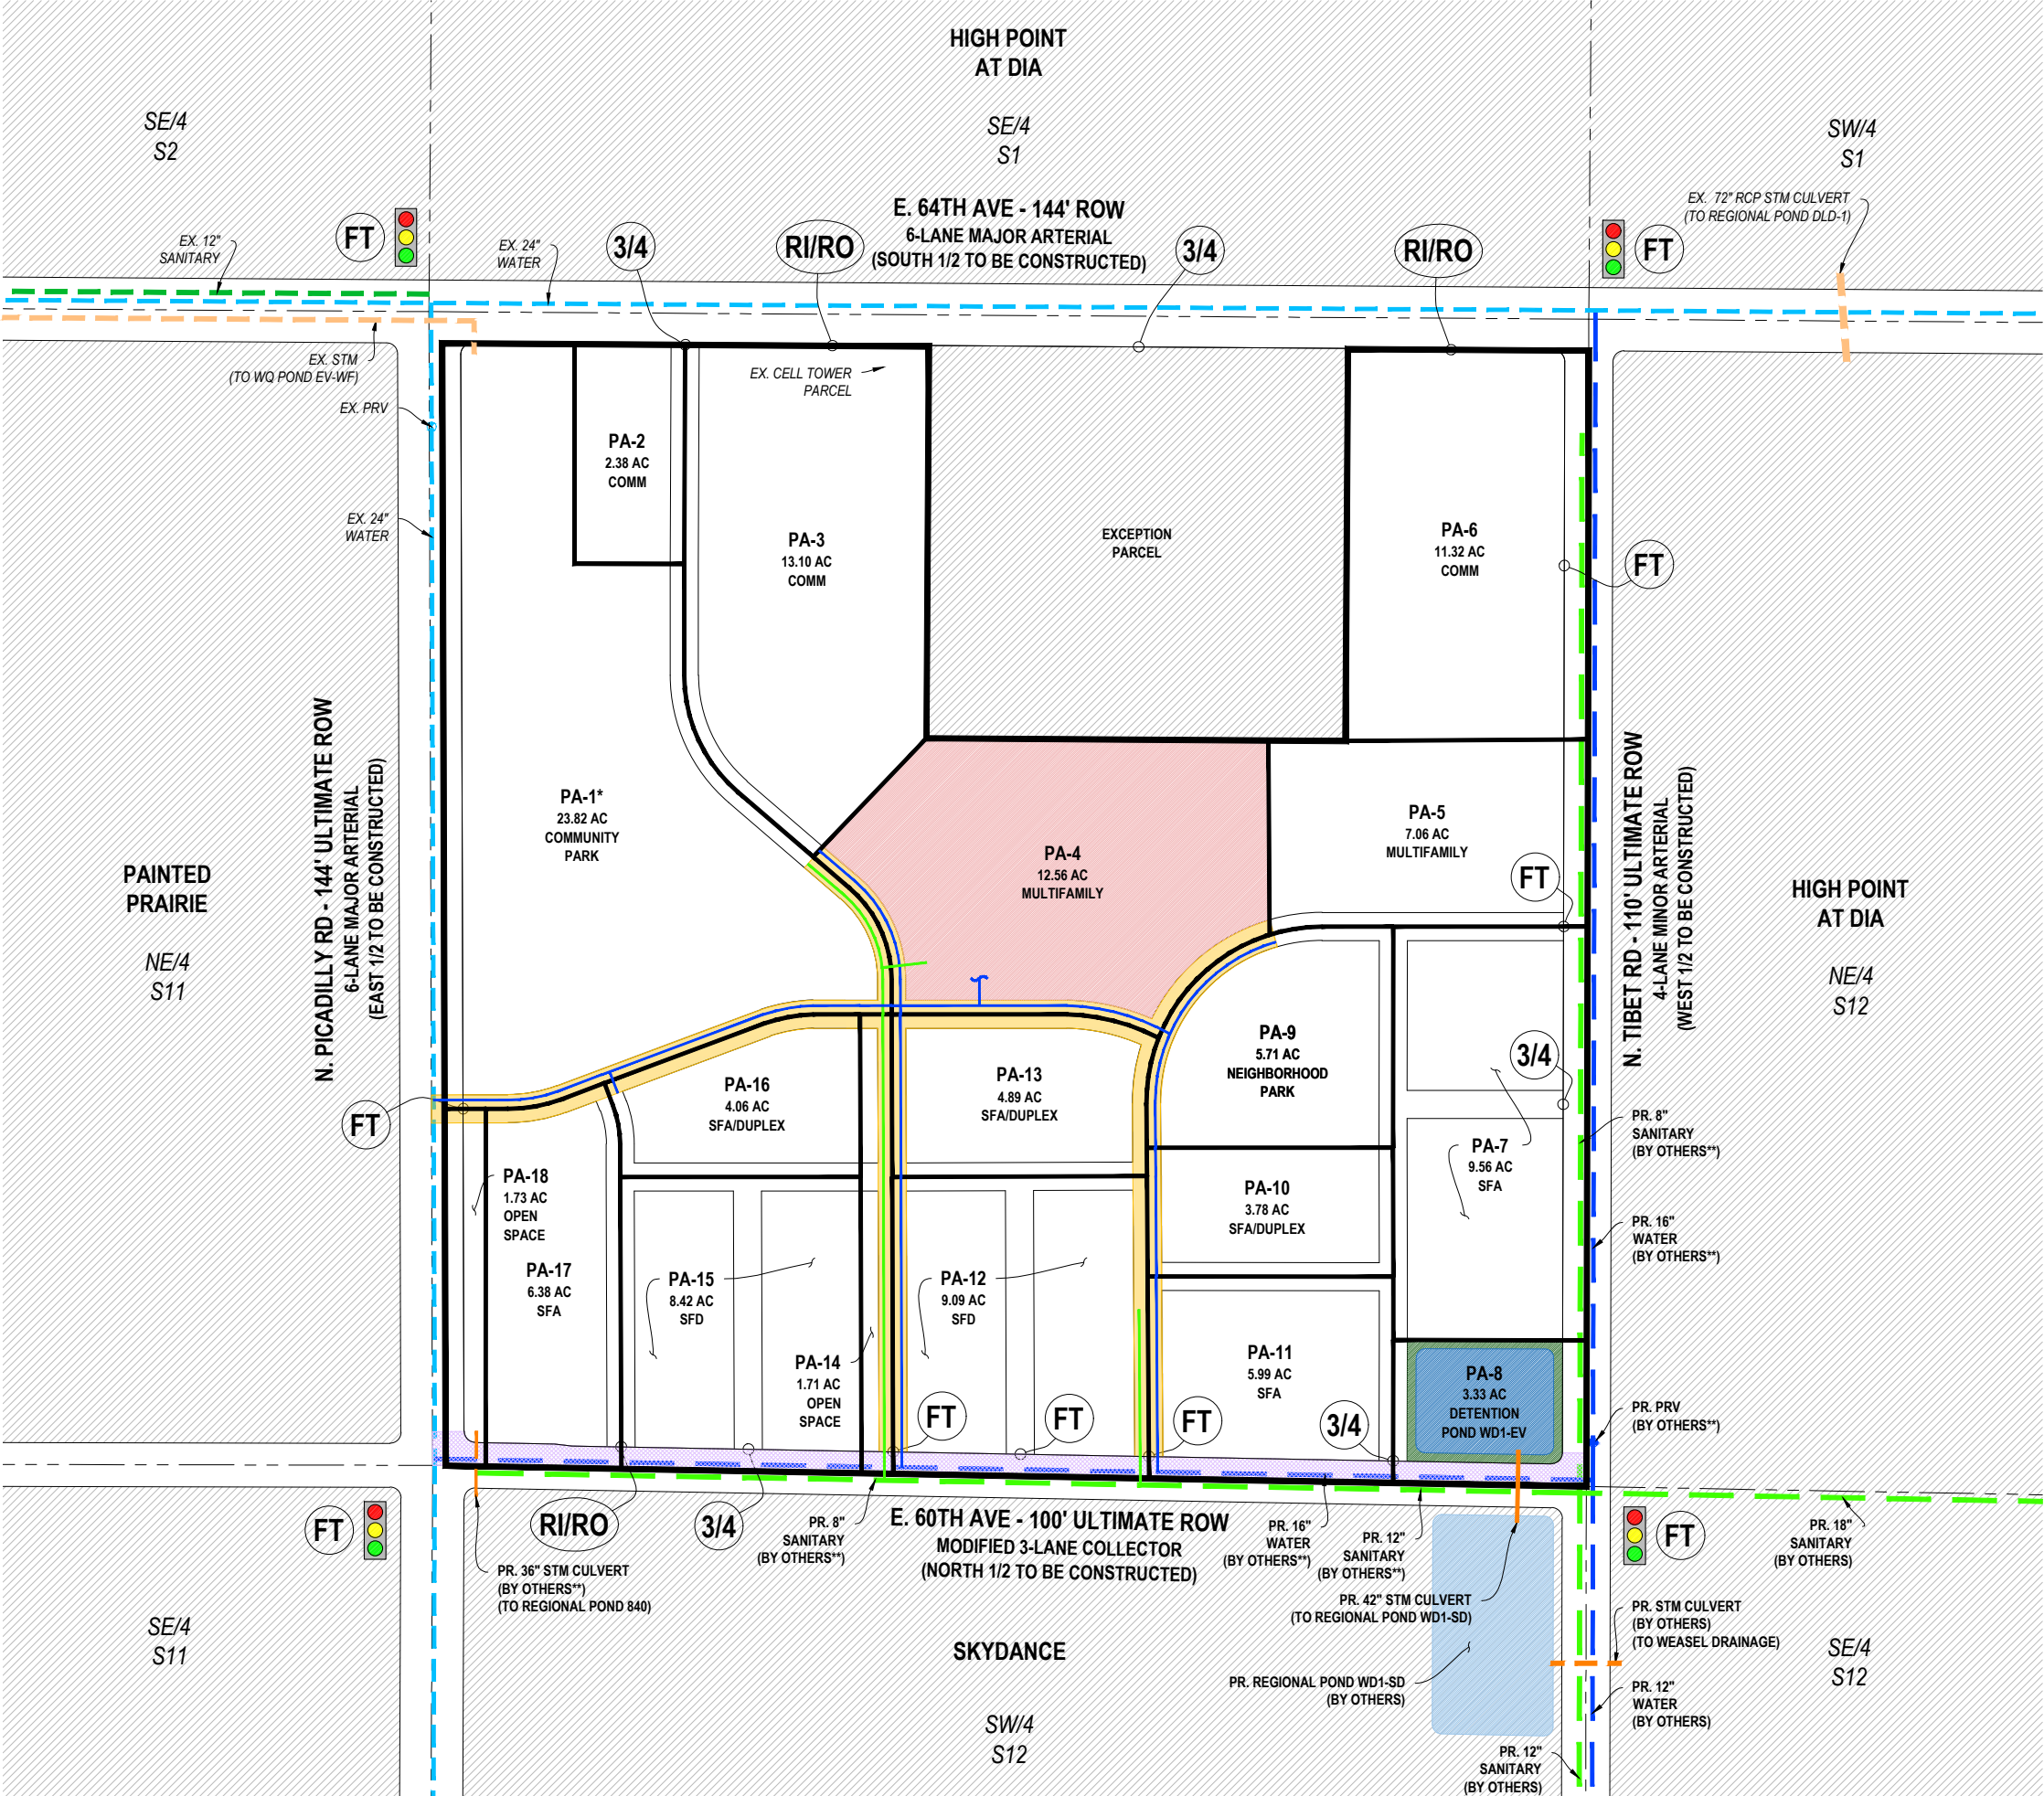 HIGH POINT
AT DIA
SE/4
S2
SE/4
S1
SW/4
S1
E. 64TH AVE - 144' ROW
6-LANE MAJOR ARTERIAL
(SOUTH 1/2 TO BE CONSTRUCTED)
EX. 72" RCP STM CULVERT
(TO REGIONAL POND DLD-1)
EX. 12"
SANITARY
FT
EX. 24"
WATER
3/4
RI/RO
3/4
RI/RO
FT
EX. STM
(TO WQ POND EV-WF)
EX. PRV
EX. 24"
WATER
EX. CELL TOWER
PARCEL
PA-2
2.38 AC
COMM
PA-3
13.10 AC
COMM
EXCEPTION
PARCEL
PA-6
11.32 AC
COMM
FT
N. PICADILLY RD - 144' ULTIMATE ROW
6-LANE MAJOR ARTERIAL
(EAST 1/2 TO BE CONSTRUCTED)
PA-1*
23.82 AC
COMMUNITY
PARK
PA-4
12.56 AC
MULTIFAMILY
PA-5
7.06 AC
MULTIFAMILY
FT
N. TIBET RD - 110' ULTIMATE ROW
4-LANE MINOR ARTERIAL
(WEST 1/2 TO BE CONSTRUCTED)
PAINTED
PRAIRIE
NE/4
S11
HIGH POINT
AT DIA
NE/4
S12
FT
PA-16
4.06 AC
SFA/DUPLEX
PA-13
4.89 AC
SFA/DUPLEX
PA-9
5.71 AC
NEIGHBORHOOD
PARK
3/4
PA-7
9.56 AC
SFA
PR. 8"
SANITARY
(BY OTHERS**)
PA-18
1.73 AC
OPEN
SPACE
PA-17
6.38 AC
SFA
PA-15
8.42 AC
SFD
PA-14
1.71 AC
OPEN
SPACE
PA-12
9.09 AC
SFD
PA-10
3.78 AC
SFA/DUPLEX
PR. 16"
WATER
(BY OTHERS**)
PA-11
5.99 AC
SFA
PA-8
3.33 AC
DETENTION
POND WD1-EV
PR. PRV
(BY OTHERS**)
FT
FT
FT
3/4
FT
RI/RO
3/4
PR. 8"
SANITARY
(BY OTHERS**)
E. 60TH AVE - 100' ULTIMATE ROW
MODIFIED 3-LANE COLLECTOR
(NORTH 1/2 TO BE CONSTRUCTED)
PR. 16"
WATER
(BY OTHERS**)
PR. 12"
SANITARY
(BY OTHERS**)
FT
PR. 18"
SANITARY
(BY OTHERS)
PR. 36" STM CULVERT
(BY OTHERS**)
(TO REGIONAL POND 840)
PR. 42" STM CULVERT
(TO REGIONAL POND WD1-SD)
SE/4
S11
SKYDANCE
SW/4
S12
PR. REGIONAL POND WD1-SD
(BY OTHERS)
PR. STM CULVERT
(BY OTHERS)
(TO WEASEL DRAINAGE)
SE/4
S12
PR. 12"
WATER
(BY OTHERS)
PR. 12"
SANITARY
(BY OTHERS)